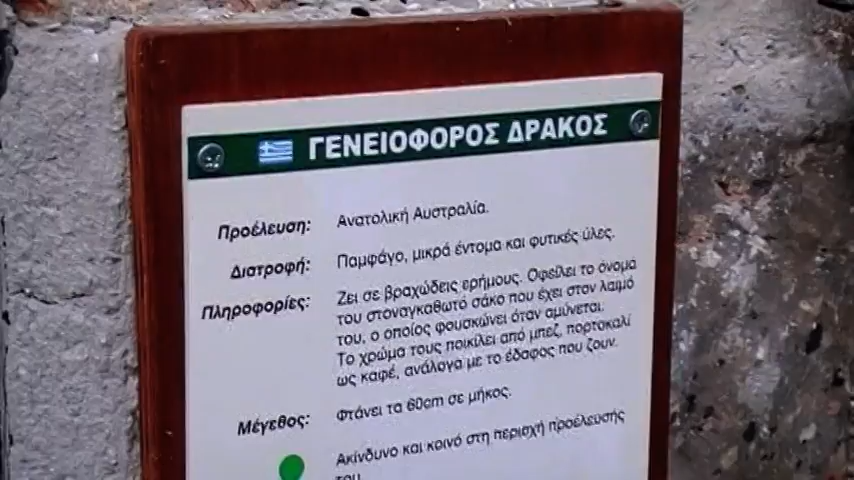 ΓΕΝΕΙΟΦΟΡΟΣ ΔΡΑΚΟΣ
Προέλευση: Ανατολική Αυστραλία.
Διατροφή: Παμφάγο, μικρά έντομα και φυτικές ύλες.
Πληροφορίες: Ζει σε βραχώδεις ερήμους. Οφείλει το όνομα
του στοναγκαθωτό σάκο που έχει στον λαιμό
του, ο οποίος φουσκώνει όταν αμύνεται.
Το χρώμα τους ποικίλει από μπεζ, πορτοκαλί
ως καφέ, ανάλογα με το έδαφος που ζουν.
Μέγεθος: Φτάνει τα 60cm σε μήκος.
Ακίνδυνο και κοινό στη περιοχή προέλευσής
του.